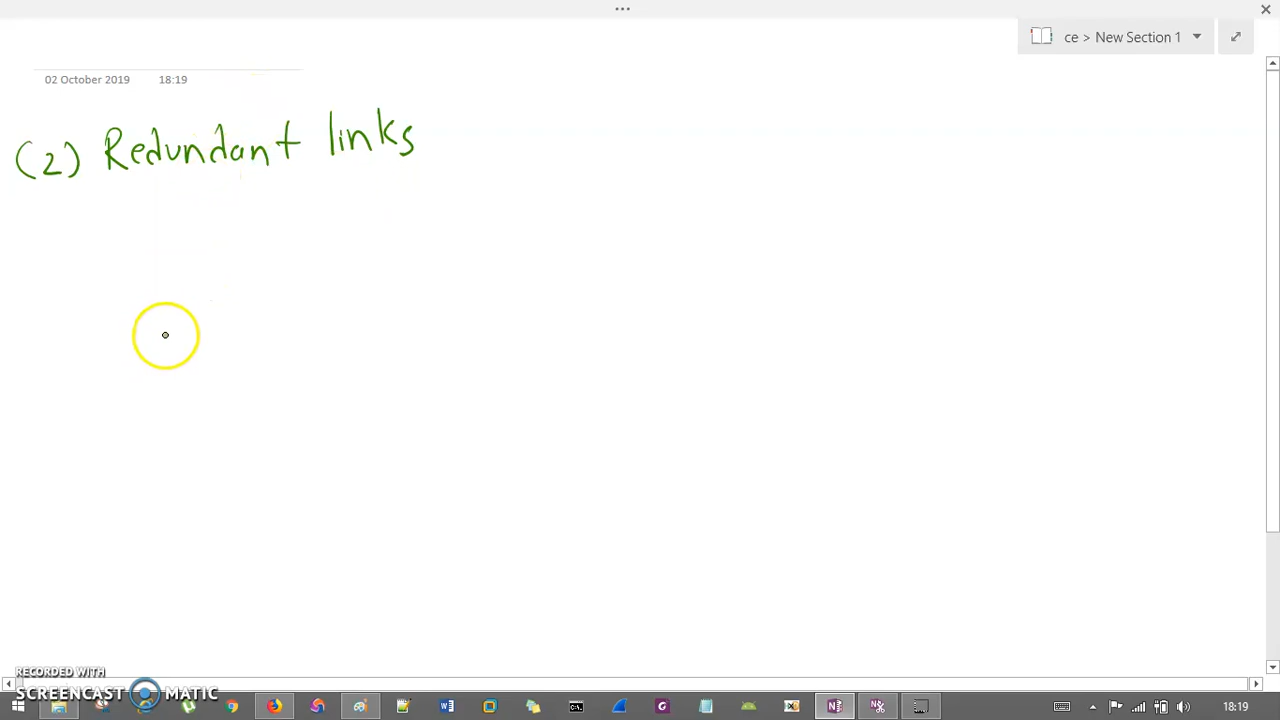 ce > New Section 1
02 October 2019 18:19
(2) Redundant links
RECORDED WITH
SCREENCAST MATIC
18:19